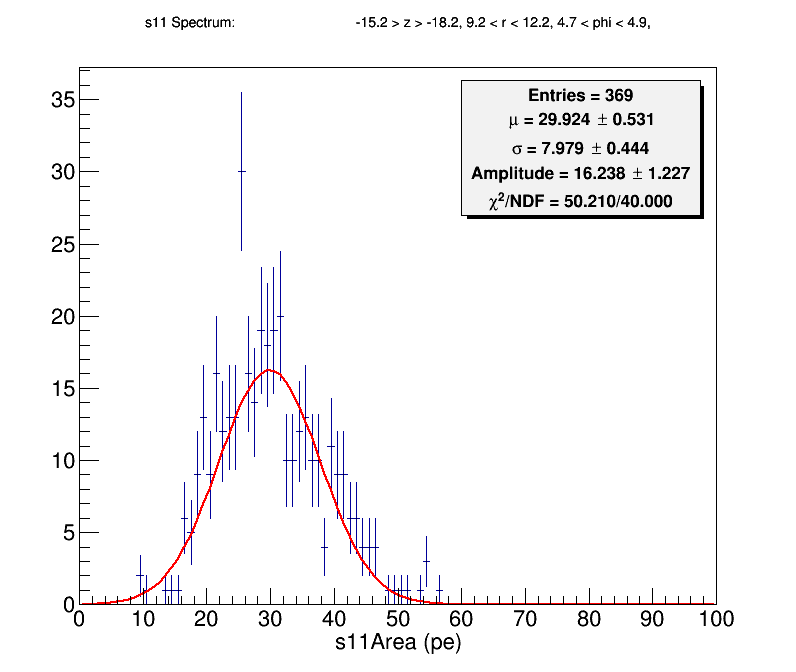 s11 Spectrum: -15.2 > z > -18.2, 9.2 < r < 12.2, 4.7 < phi < 4.9,
Entries = 369
μ = 29.924 ± 0.531
σ = 7.979 ± 0.444
Amplitude = 16.238 ± 1.227
χ²/NDF = 50.210/40.000
35
30
25
20
15
10
5
0
0 10 20 30 40 50 60 70 80 90 100
s11Area (pe)